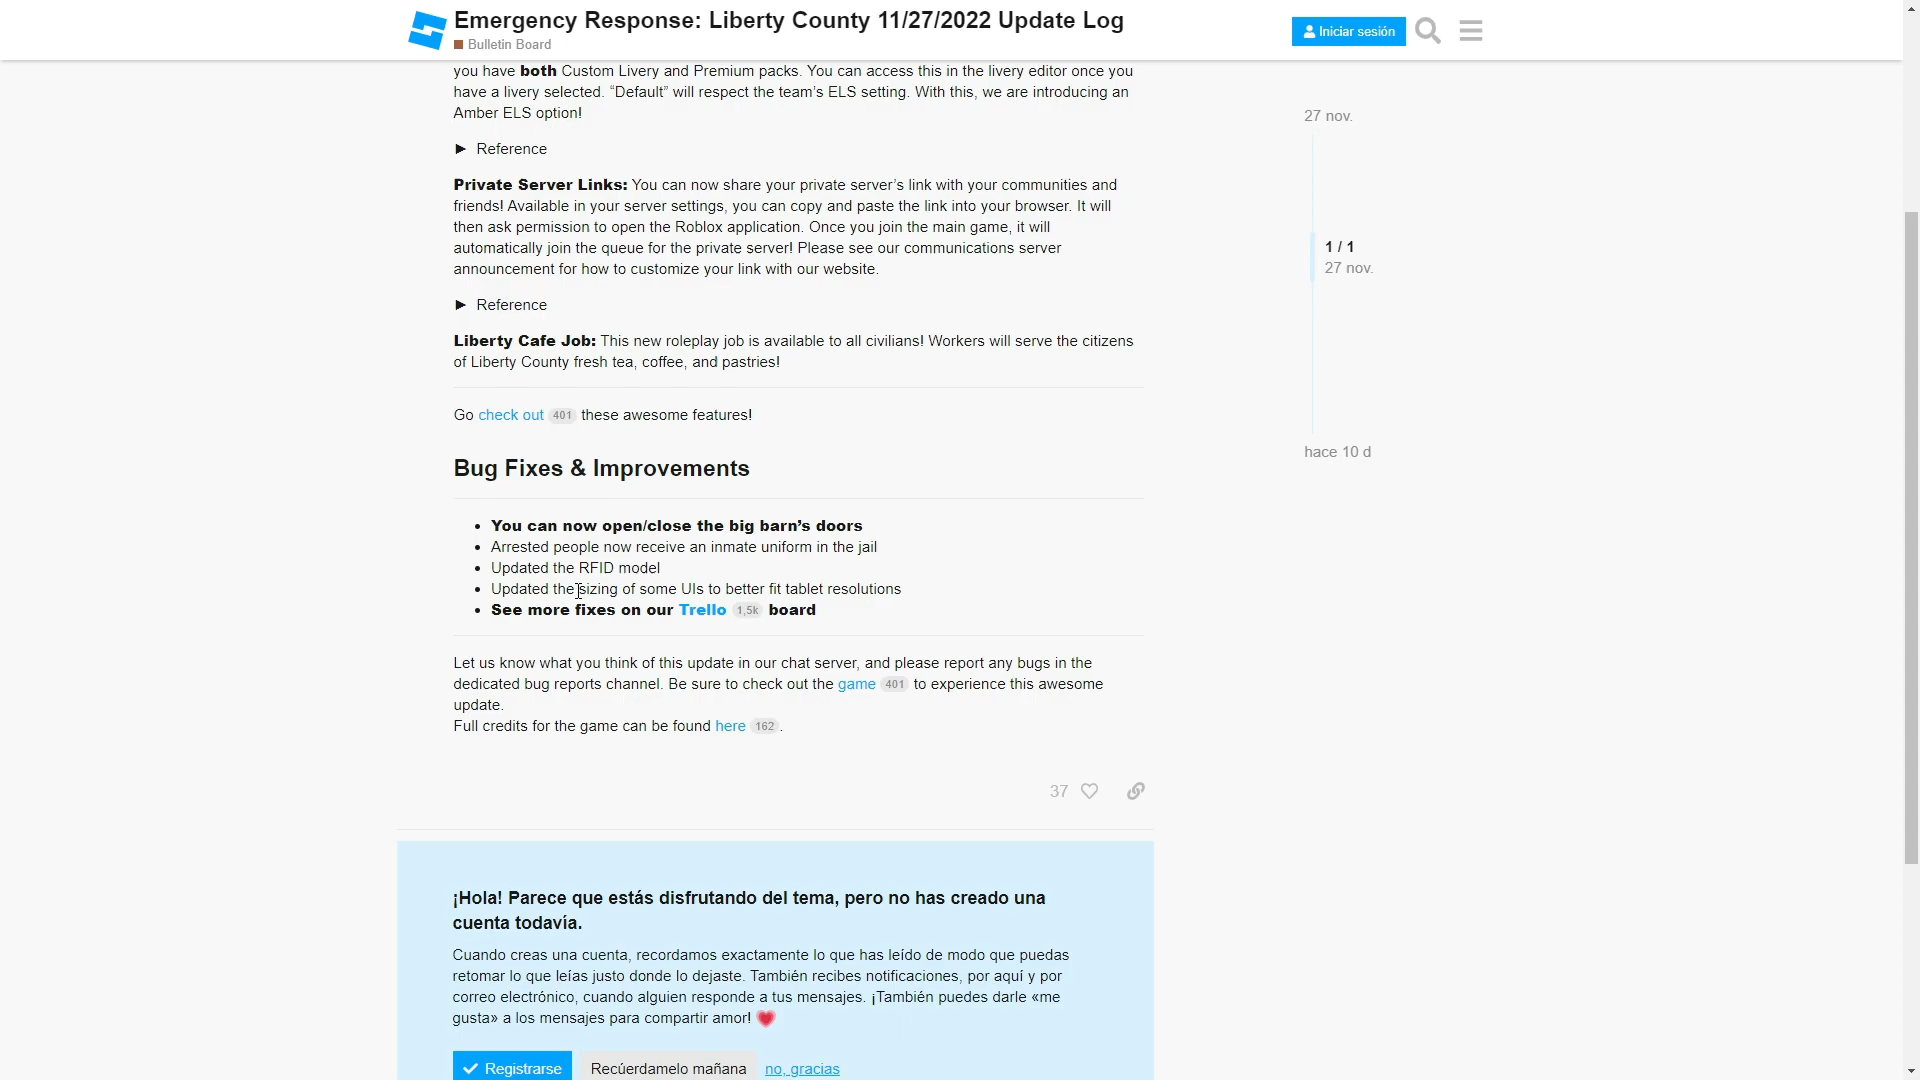 Emergency Response: Liberty County 11/27/2022 Update Log
Bulletin Board
Iniciar sesión
you have both Custom Livery and Premium packs. You can access this in the livery editor once you
have a livery selected. “Default” will respect the team’s ELS setting. With this, we are introducing an
Amber ELS option!
Reference
Private Server Links: You can now share your private server’s link with your communities and
friends! Available in your server settings, you can copy and paste the link into your browser. It will
then ask permission to open the Roblox application. Once you join the main game, it will
automatically join the queue for the private server! Please see our communications server
announcement for how to customize your link with our website.
Reference
Liberty Cafe Job: This new roleplay job is available to all civilians! Workers will serve the citizens
of Liberty County fresh tea, coffee, and pastries!
Go check out 401 these awesome features!
Bug Fixes & Improvements
You can now open/close the big barn’s doors
Arrested people now receive an inmate uniform in the jail
Updated the RFID model
Updated the sizing of some UIs to better fit tablet resolutions
See more fixes on our Trello 1,5k board
Let us know what you think of this update in our chat server, and please report any bugs in the
dedicated bug reports channel. Be sure to check out the game 401 to experience this awesome
update.
Full credits for the game can be found here 162 .
37
27 nov.
1 / 1
27 nov.
hace 10 d
¡Hola! Parece que estás disfrutando del tema, pero no has creado una
cuenta todavía.
Cuando creas una cuenta, recordamos exactamente lo que has leído de modo que puedas
retomar lo que leías justo donde lo dejaste. También recibes notificaciones, por aquí y por
correo electrónico, cuando alguien responde a tus mensajes. ¡También puedes darle «me
gusta» a los mensajes para compartir amor!
Registrarse
Recúerdamelo mañana
no, gracias